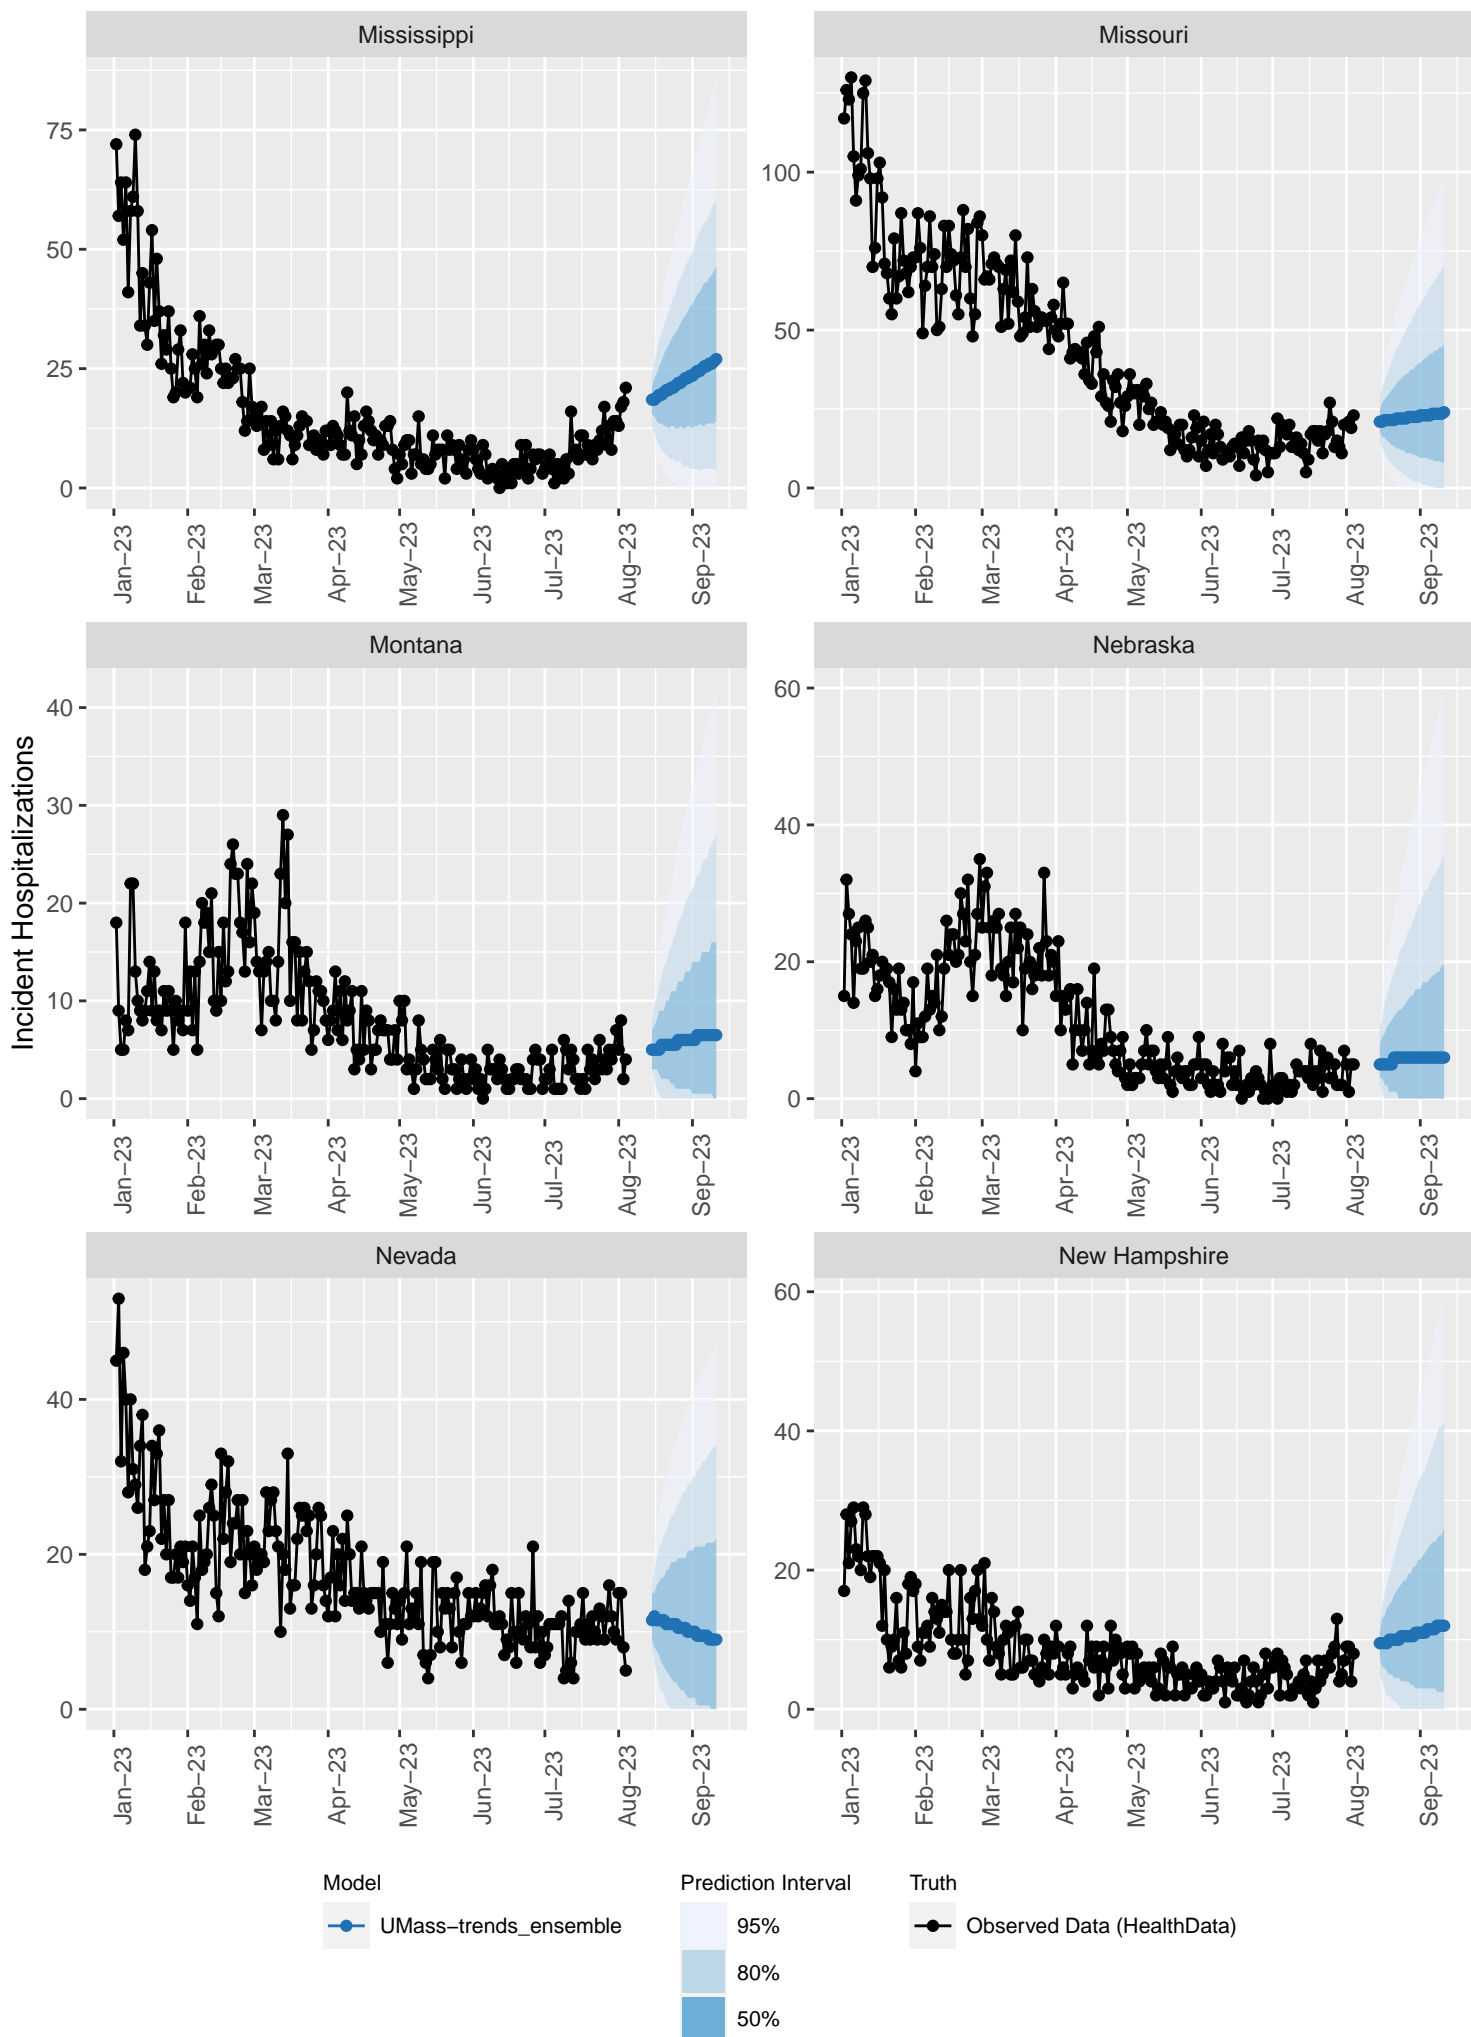 Mississippi
Missouri
75
50
25
0
100
50
0
Jan−23
Feb−23
Mar−23
Apr−23
May−23
Jun−23
Jul−23
Aug−23
Sep−23
Jan−23
Feb−23
Mar−23
Apr−23
May−23
Jun−23
Jul−23
Aug−23
Sep−23
Incident Hospitalizations
Montana
Nebraska
40
30
20
10
0
60
40
20
0
Jan−23
Feb−23
Mar−23
Apr−23
May−23
Jun−23
Jul−23
Aug−23
Sep−23
Jan−23
Feb−23
Mar−23
Apr−23
May−23
Jun−23
Jul−23
Aug−23
Sep−23
Nevada
New Hampshire
40
20
0
60
40
20
0
Jan−23
Feb−23
Mar−23
Apr−23
May−23
Jun−23
Jul−23
Aug−23
Sep−23
Jan−23
Feb−23
Mar−23
Apr−23
May−23
Jun−23
Jul−23
Aug−23
Sep−23
Model
UMass−trends_ensemble
Prediction Interval
95%
80%
50%
Truth
Observed Data (HealthData)